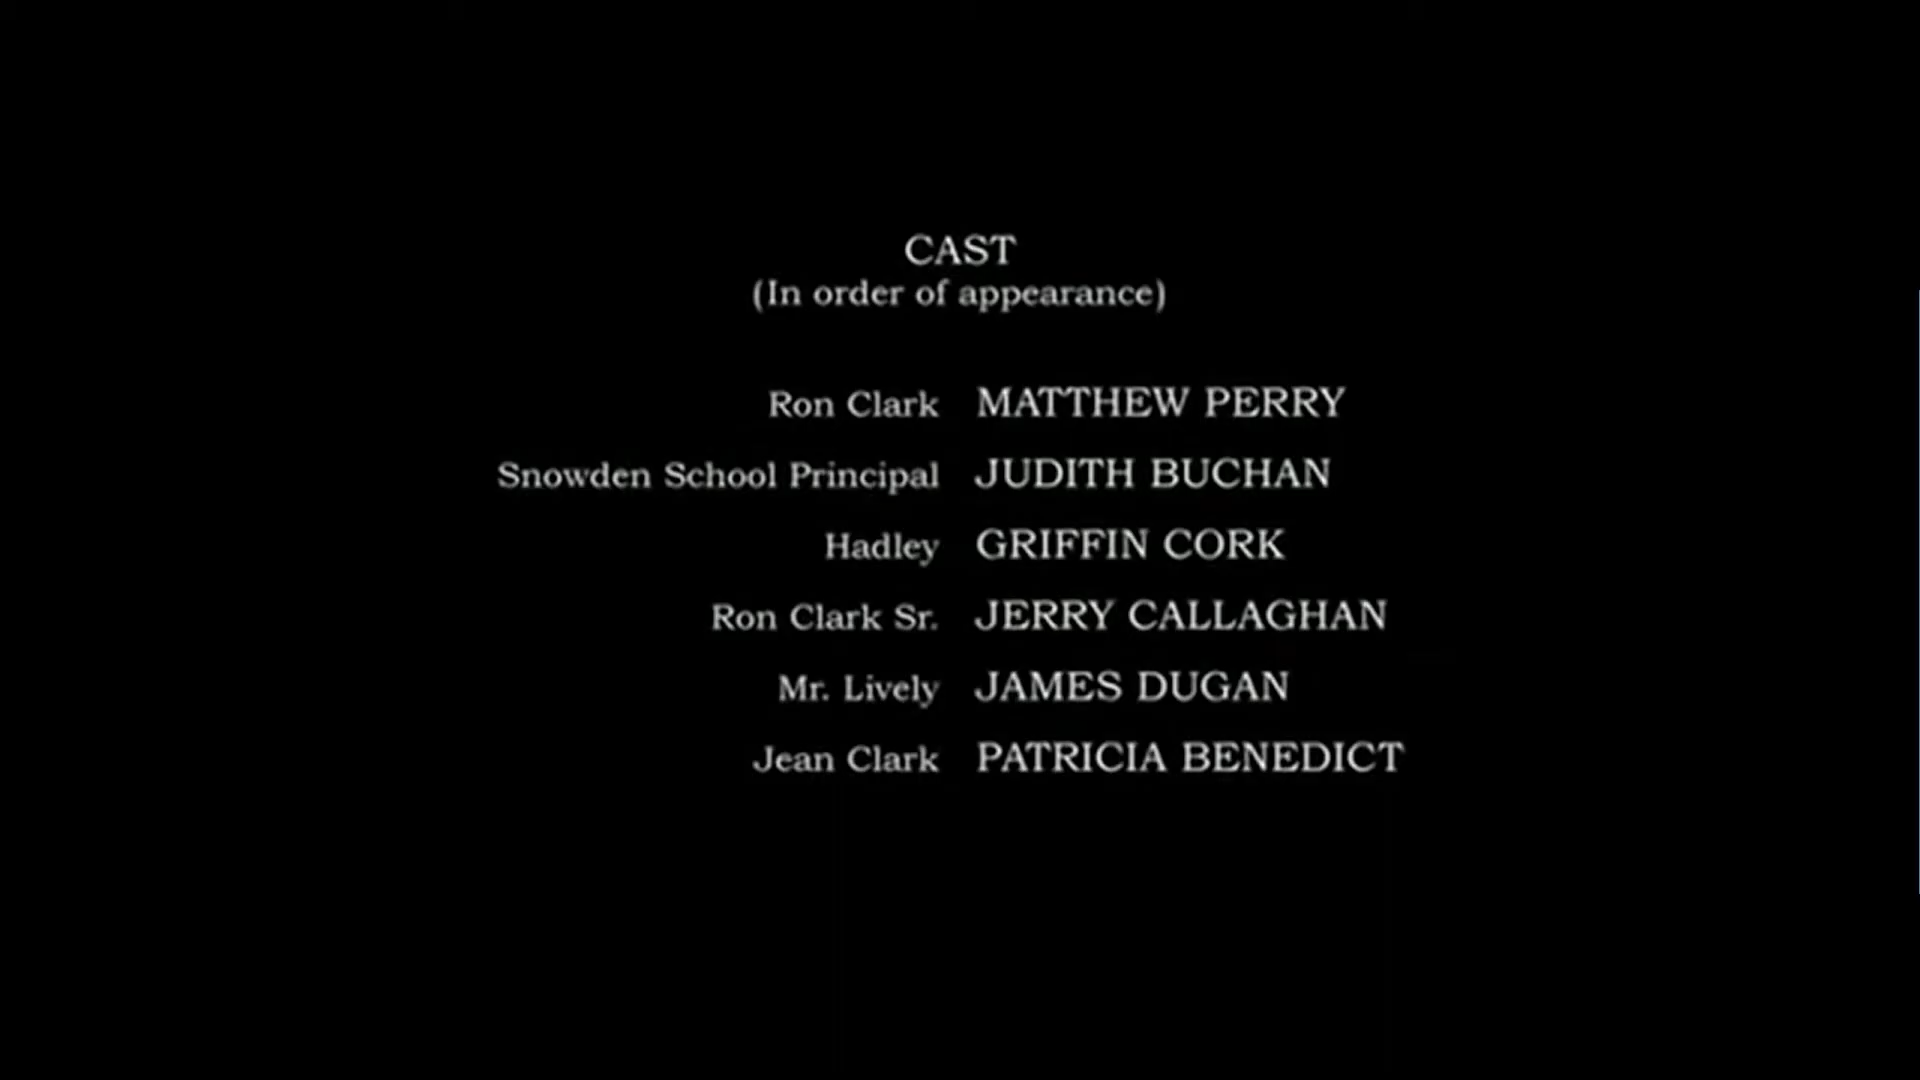 CAST
(In order of appearance)
Ron Clark MATTHEW PERRY
Snowden School Principal JUDITH BUCHAN
Hadley GRIFFIN CORK
Ron Clark Sr. JERRY CALLAGHAN
Mr. Lively JAMES DUGAN
Jean Clark PATRICIA BENEDICT